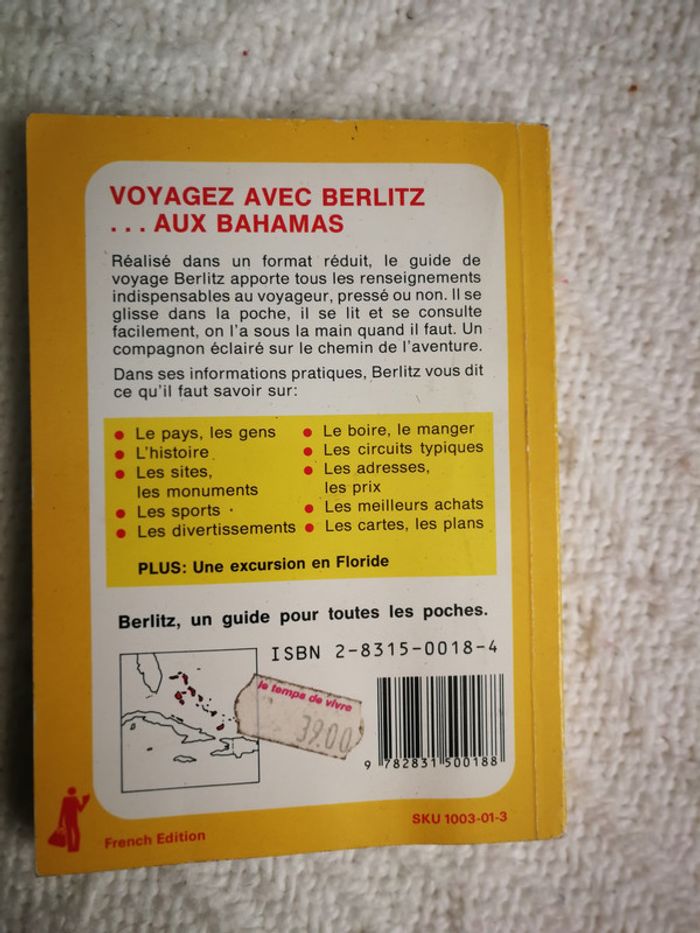 VOYAGEZ AVEC BERLITZ
... AUX BAHAMAS
Réalisé dans un format réduit, le guide de
voyage Berlitz apporte tous les renseignements
indispensables au voyageur, pressé ou non. Il se
glisse dans la poche, il se lit et se consulte
facilement, on l'a sous la main quand il faut. Un
compagnon éclairé sur le chemin de l'aventure.
Dans ses informations pratiques, Berlitz vous dit
ce qu'il faut savoir sur:
● Le pays, les gens
● L'histoire
● Les sites,
les monuments
● Les sports
● Les divertissements
● Le boire, le manger
● Les circuits typiques
● Les adresses,
les prix
● Les meilleurs achats
● Les cartes, les plans
PLUS: Une excursion en Floride
Berlitz, un guide pour toutes les poches.
ISBN 2-8315-0018-4
le temps de vivre
39.00
9 782831 500188
SKU 1003-01-3
French Edition